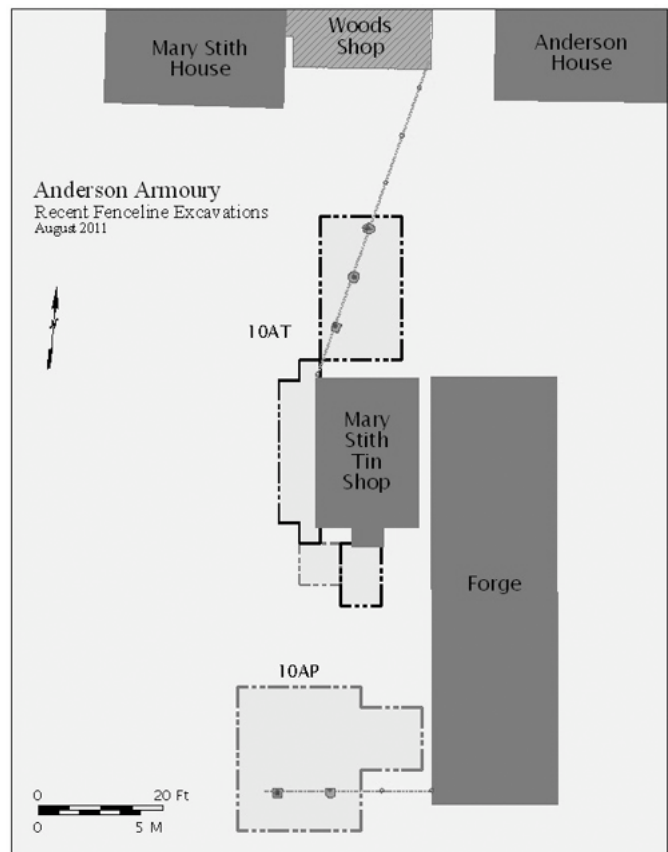 Mary Stith
House
Woods
Shop
Anderson
House
Anderson Armoury
Recent Fenceline Excavations
August 2011
N
10AT
Mary
Stith
Tin
Shop
Forge
10AP
0 20 Ft
0 5 M